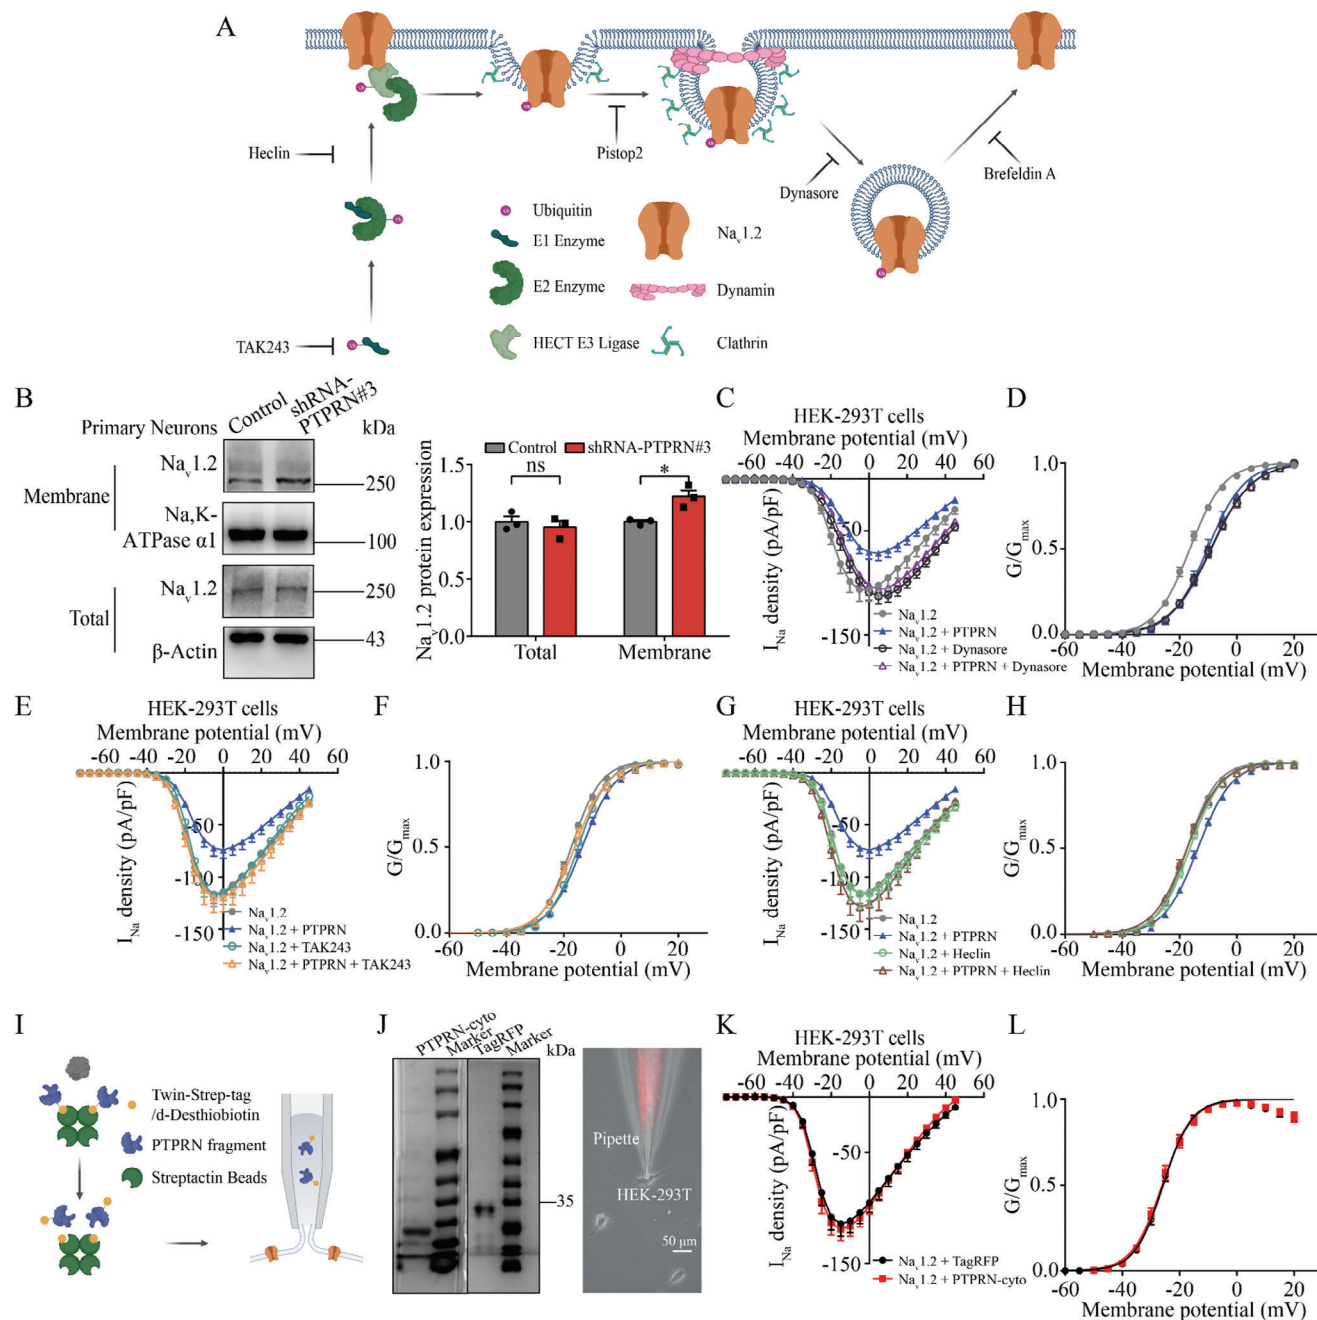 A
Heclin
TAK243
Pistop2
Dynasore
Brefeldin A
Ubiquitin
E1 Enzyme
E2 Enzyme
HECT E3 Ligase
Nav1.2
Dynamin
Clathrin
B
Primary Neurons
Control
shRNA-
PTPRN#3
kDa
Membrane
Nav1.2
250
Na,K-
ATPase α1
100
Total
Nav1.2
250
β-Actin
43
Nav1.2 protein expression
Control
shRNA-PTPRN#3
1.5
1.0
0.5
0.0
ns
*
Total
Membrane
C
HEK-293T cells
Membrane potential (mV)
-60 -40 -20 0 20 40 60
INa density (pA/pF)
-50
-150
Nav1.2
Nav1.2 + PTPRN
Nav1.2 + Dynasore
Nav1.2 + PTPRN + Dynasore
D
G/Gmax
1.0
0.5
0.0
-60 -40 -20 0 20
Membrane potential (mV)
E
HEK-293T cells
Membrane potential (mV)
-60 -40 -20 0 20 40 60
INa density (pA/pF)
-50
-100
-150
Nav1.2
Nav1.2 + PTPRN
Nav1.2 + TAK243
Nav1.2 + PTPRN + TAK243
F
G/Gmax
1.0
0.5
0.0
-60 -40 -20 0 20
Membrane potential (mV)
G
HEK-293T cells
Membrane potential (mV)
-60 -40 -20 0 20 40 60
INa density (pA/pF)
-50
-100
-150
Nav1.2
Nav1.2 + PTPRN
Nav1.2 + Heclin
Nav1.2 + PTPRN + Heclin
H
G/Gmax
1.0
0.5
0.0
-60 -40 -20 0 20
Membrane potential (mV)
I
Twin-Strep-tag
/d-Desthiobiotin
PTPRN fragment
Streptactin Beads
J
PTPRN-cyto
Marker
TagRFP
Marker
kDa
35
Pipette
HEK-293T
50 μm
K
HEK-293T cells
Membrane potential (mV)
-60 -40 -20 0 20 40 60
INa density (pA/pF)
-50
-150
Nav1.2 + TagRFP
Nav1.2 + PTPRN-cyto
L
G/Gmax
1.0
0.5
0.0
-60 -40 -20 0 20
Membrane potential (mV)